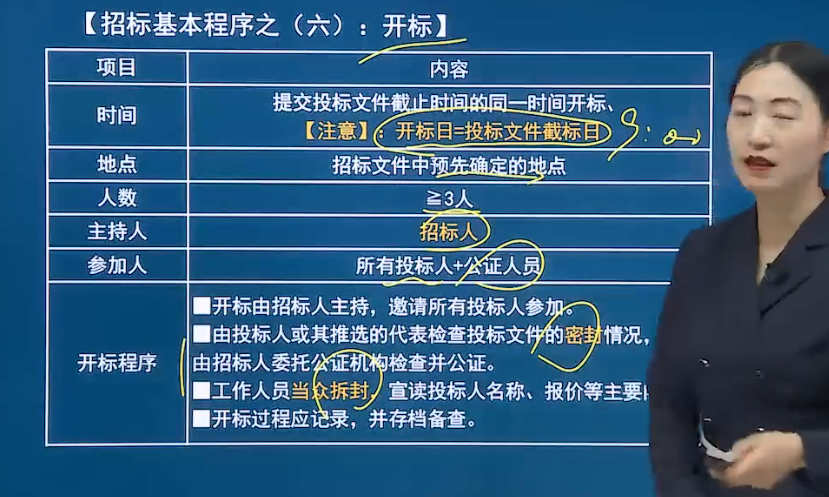 【招标基本程序之（六）：开标】
项目 内容
时间 提交投标文件截止时间的同一时间开标、
【注意】：开标日=投标文件截标日
地点 招标文件中预先确定的地点
人数 ≧3人
主持人 招标人
参加人 所有投标人+公证人员
开标程序
■开标由招标人主持，邀请所有投标人参加。
■由投标人或其推选的代表检查投标文件的密封情况，
由招标人委托公证机构检查并公证。
■工作人员当众拆封，宣读投标人名称、报价等主要
■开标过程应记录，并存档备查。